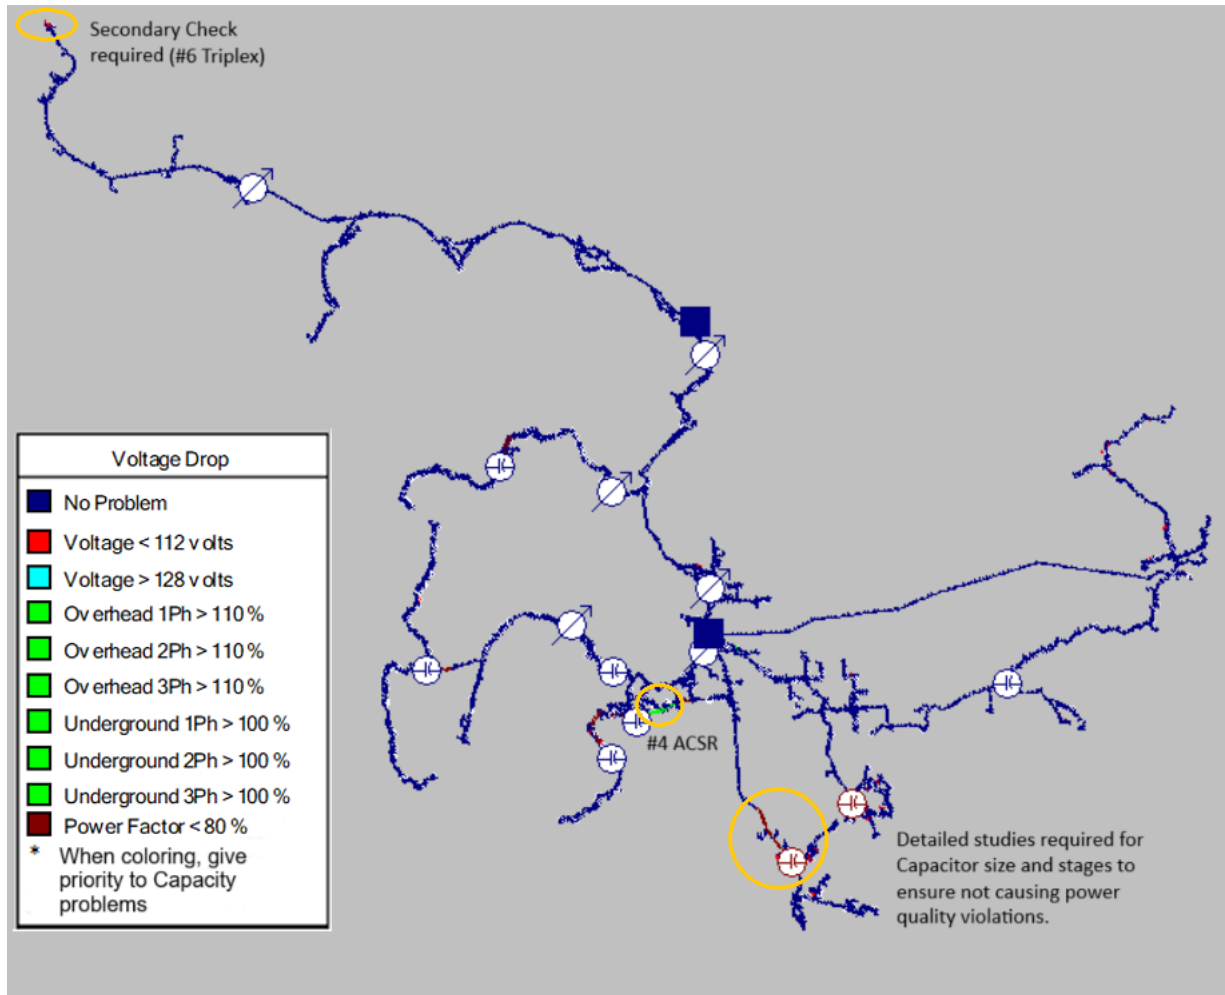 Secondary Check
required (#6 Triplex)
Voltage Drop
No Problem
Voltage < 112 volts
Voltage > 128 volts
Overhead 1Ph > 110 %
Overhead 2Ph > 110 %
Overhead 3Ph > 110 %
Underground 1Ph > 100 %
Underground 2Ph > 100 %
Underground 3Ph > 100 %
Power Factor < 80 %
* When coloring, give
priority to Capacity
problems
#4 ACSR
Detailed studies required for
Capacitor size and stages to
ensure not causing power
quality violations.